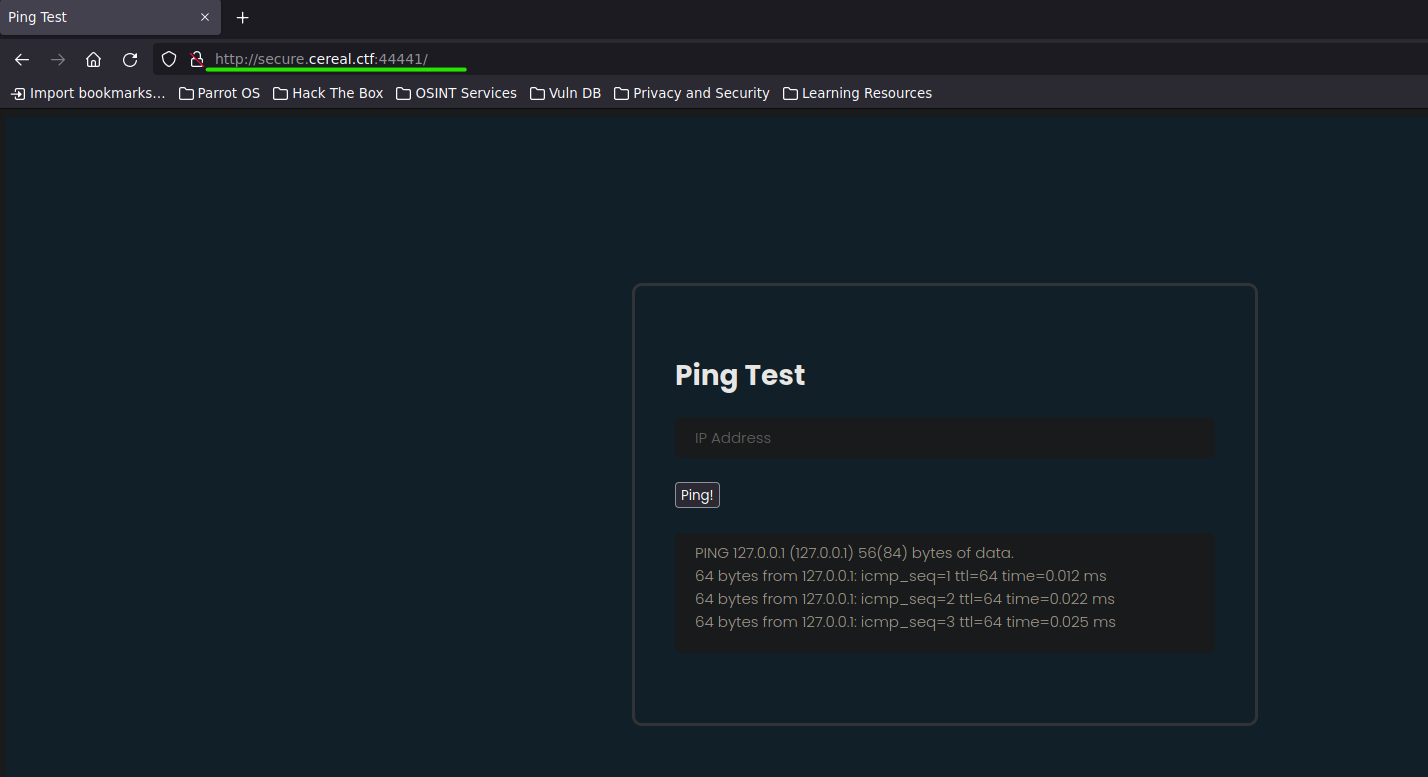 Ping Test
http://secure.cereal.ctf:44441/
Import bookmarks... Parrot OS Hack The Box OSINT Services Vuln DB Privacy and Security Learning Resources
Ping Test
IP Address
Ping!
PING 127.0.0.1 (127.0.0.1) 56(84) bytes of data.
64 bytes from 127.0.0.1: icmp_seq=1 ttl=64 time=0.012 ms
64 bytes from 127.0.0.1: icmp_seq=2 ttl=64 time=0.022 ms
64 bytes from 127.0.0.1: icmp_seq=3 ttl=64 time=0.025 ms